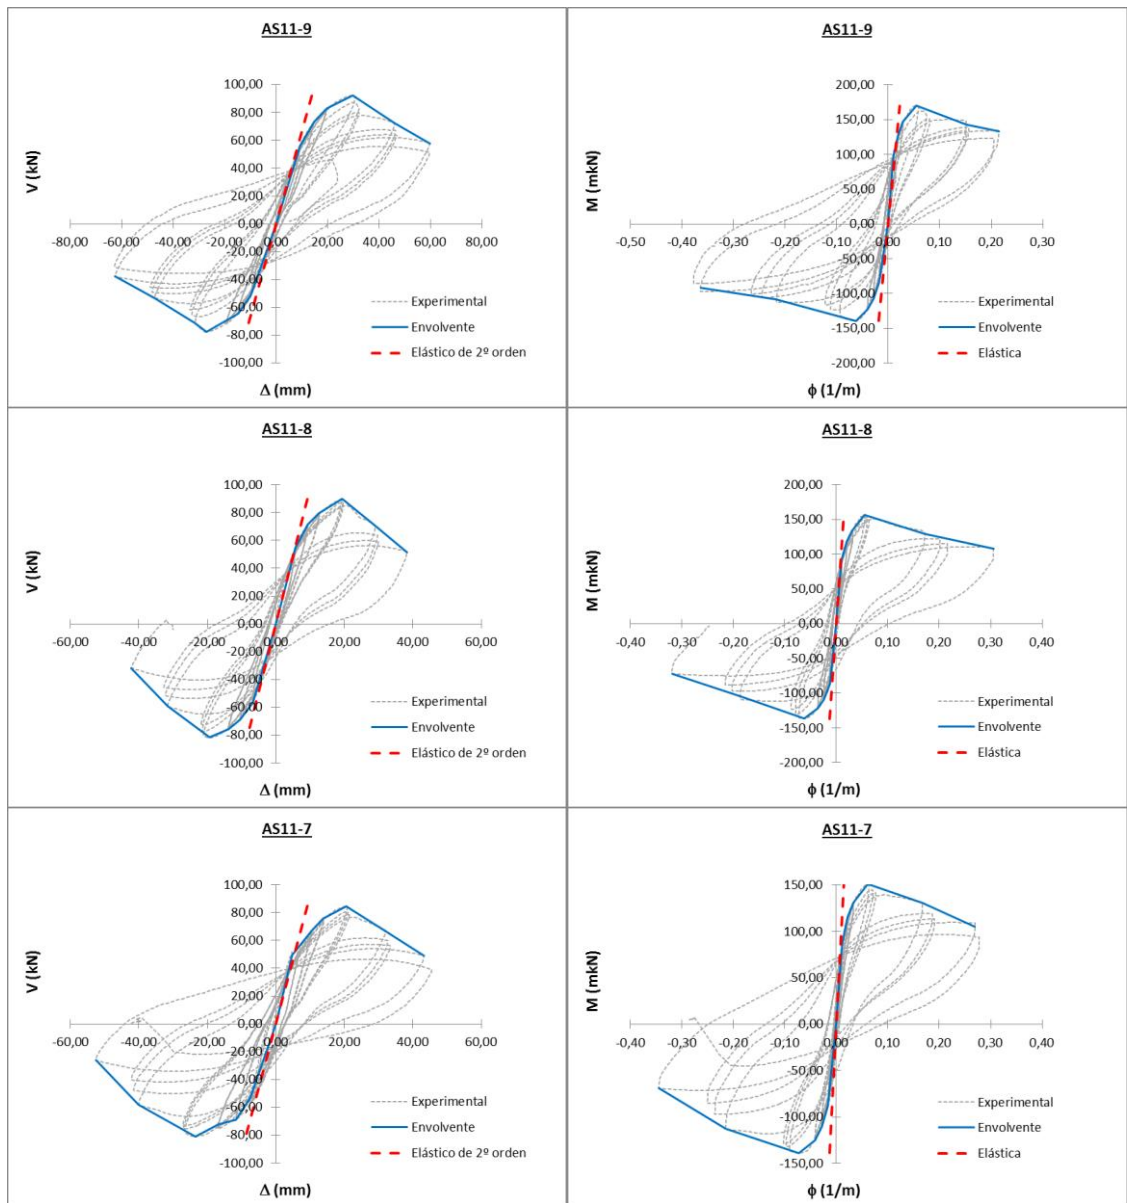 AS11-9
V (kN)
100,00
80,00
60,00
40,00
20,00
0,00
-20,00
-40,00
-60,00
-80,00
-100,00
-80,00 -60,00 -40,00 -20,00 0,00 20,00 40,00 60,00 80,00
Experimental
Envolvente
Elástico de 2º orden
Δ (mm)
AS11-9
M (mkN)
200,00
150,00
100,00
50,00
0,00
-50,00
-100,00
-150,00
-200,00
-0,50 -0,40 -0,30 -0,20 -0,10 0,00 0,10 0,20 0,30
Experimental
Envolvente
Elástica
ϕ (1/m)
AS11-8
V (kN)
100,00
80,00
60,00
40,00
20,00
0,00
-20,00
-40,00
-60,00
-80,00
-100,00
-60,00 -40,00 -20,00 0,00 20,00 40,00 60,00
Experimental
Envolvente
Elástico de 2º orden
Δ (mm)
AS11-8
M (mkN)
200,00
150,00
100,00
50,00
0,00
-50,00
-100,00
-150,00
-200,00
-0,40 -0,30 -0,20 -0,10 0,00 0,10 0,20 0,30 0,40
Experimental
Envolvente
Elástica
ϕ (1/m)
AS11-7
V (kN)
100,00
80,00
60,00
40,00
20,00
0,00
-20,00
-40,00
-60,00
-80,00
-100,00
-60,00 -40,00 -20,00 0,00 20,00 40,00 60,00
Experimental
Envolvente
Elástico de 2º orden
Δ (mm)
AS11-7
M (mkN)
150,00
100,00
50,00
0,00
-50,00
-100,00
-150,00
-0,40 -0,30 -0,20 -0,10 0,00 0,10 0,20 0,30 0,40
Experimental
Envolvente
Elástica
ϕ (1/m)